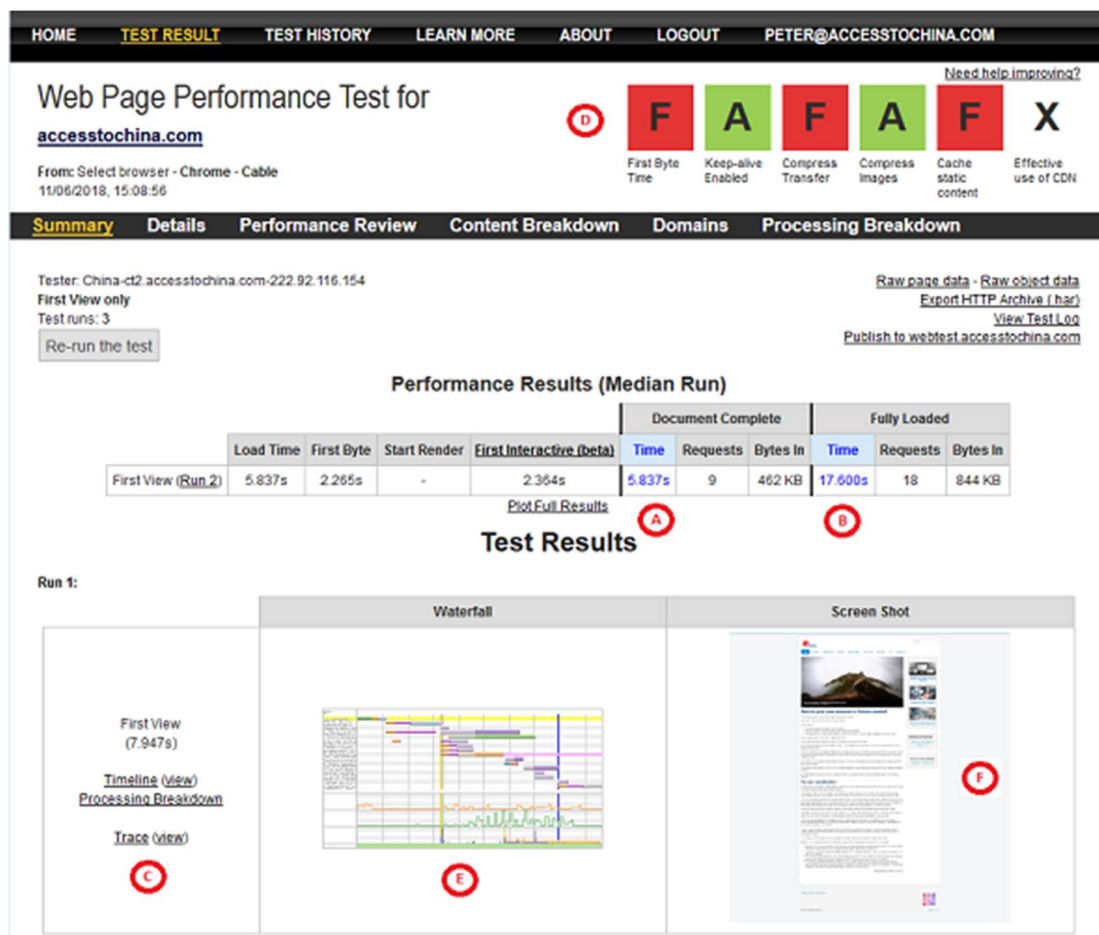 HOME TEST RESULT TEST HISTORY LEARN MORE ABOUT LOGOUT PETER@ACCESSTOCHINA.COM
Need help improving?
Web Page Performance Test for
accesstochina.com
From: Select browser - Chrome - Cable
11/06/2018, 15:08:56
D
F A F A F X
First Byte Time
Keep-alive Enabled
Compress Transfer
Compress Images
Cache static content
Effective use of CDN
Summary Details Performance Review Content Breakdown Domains Processing Breakdown
Tester: China-ct2.accesstochina.com-222.92.116.154
First View only
Test runs: 3
Re-run the test
Raw page data - Raw object data
Export HTTP Archive (.har)
View Test Log
Publish to webtest.accesstochina.com
Performance Results (Median Run)
Document Complete Fully Loaded
Load Time First Byte Start Render First Interactive (beta) Time Requests Bytes In Time Requests Bytes In
First View (Run 2) 5.837s 2.265s - 2.364s 5.837s 9 462 KB 17.600s 18 844 KB
Plot Full Results
A B
Test Results
Run 1:
Waterfall Screen Shot
First View
(7.947s)
Timeline (view)
Processing Breakdown
Trace (view)
C
E
F